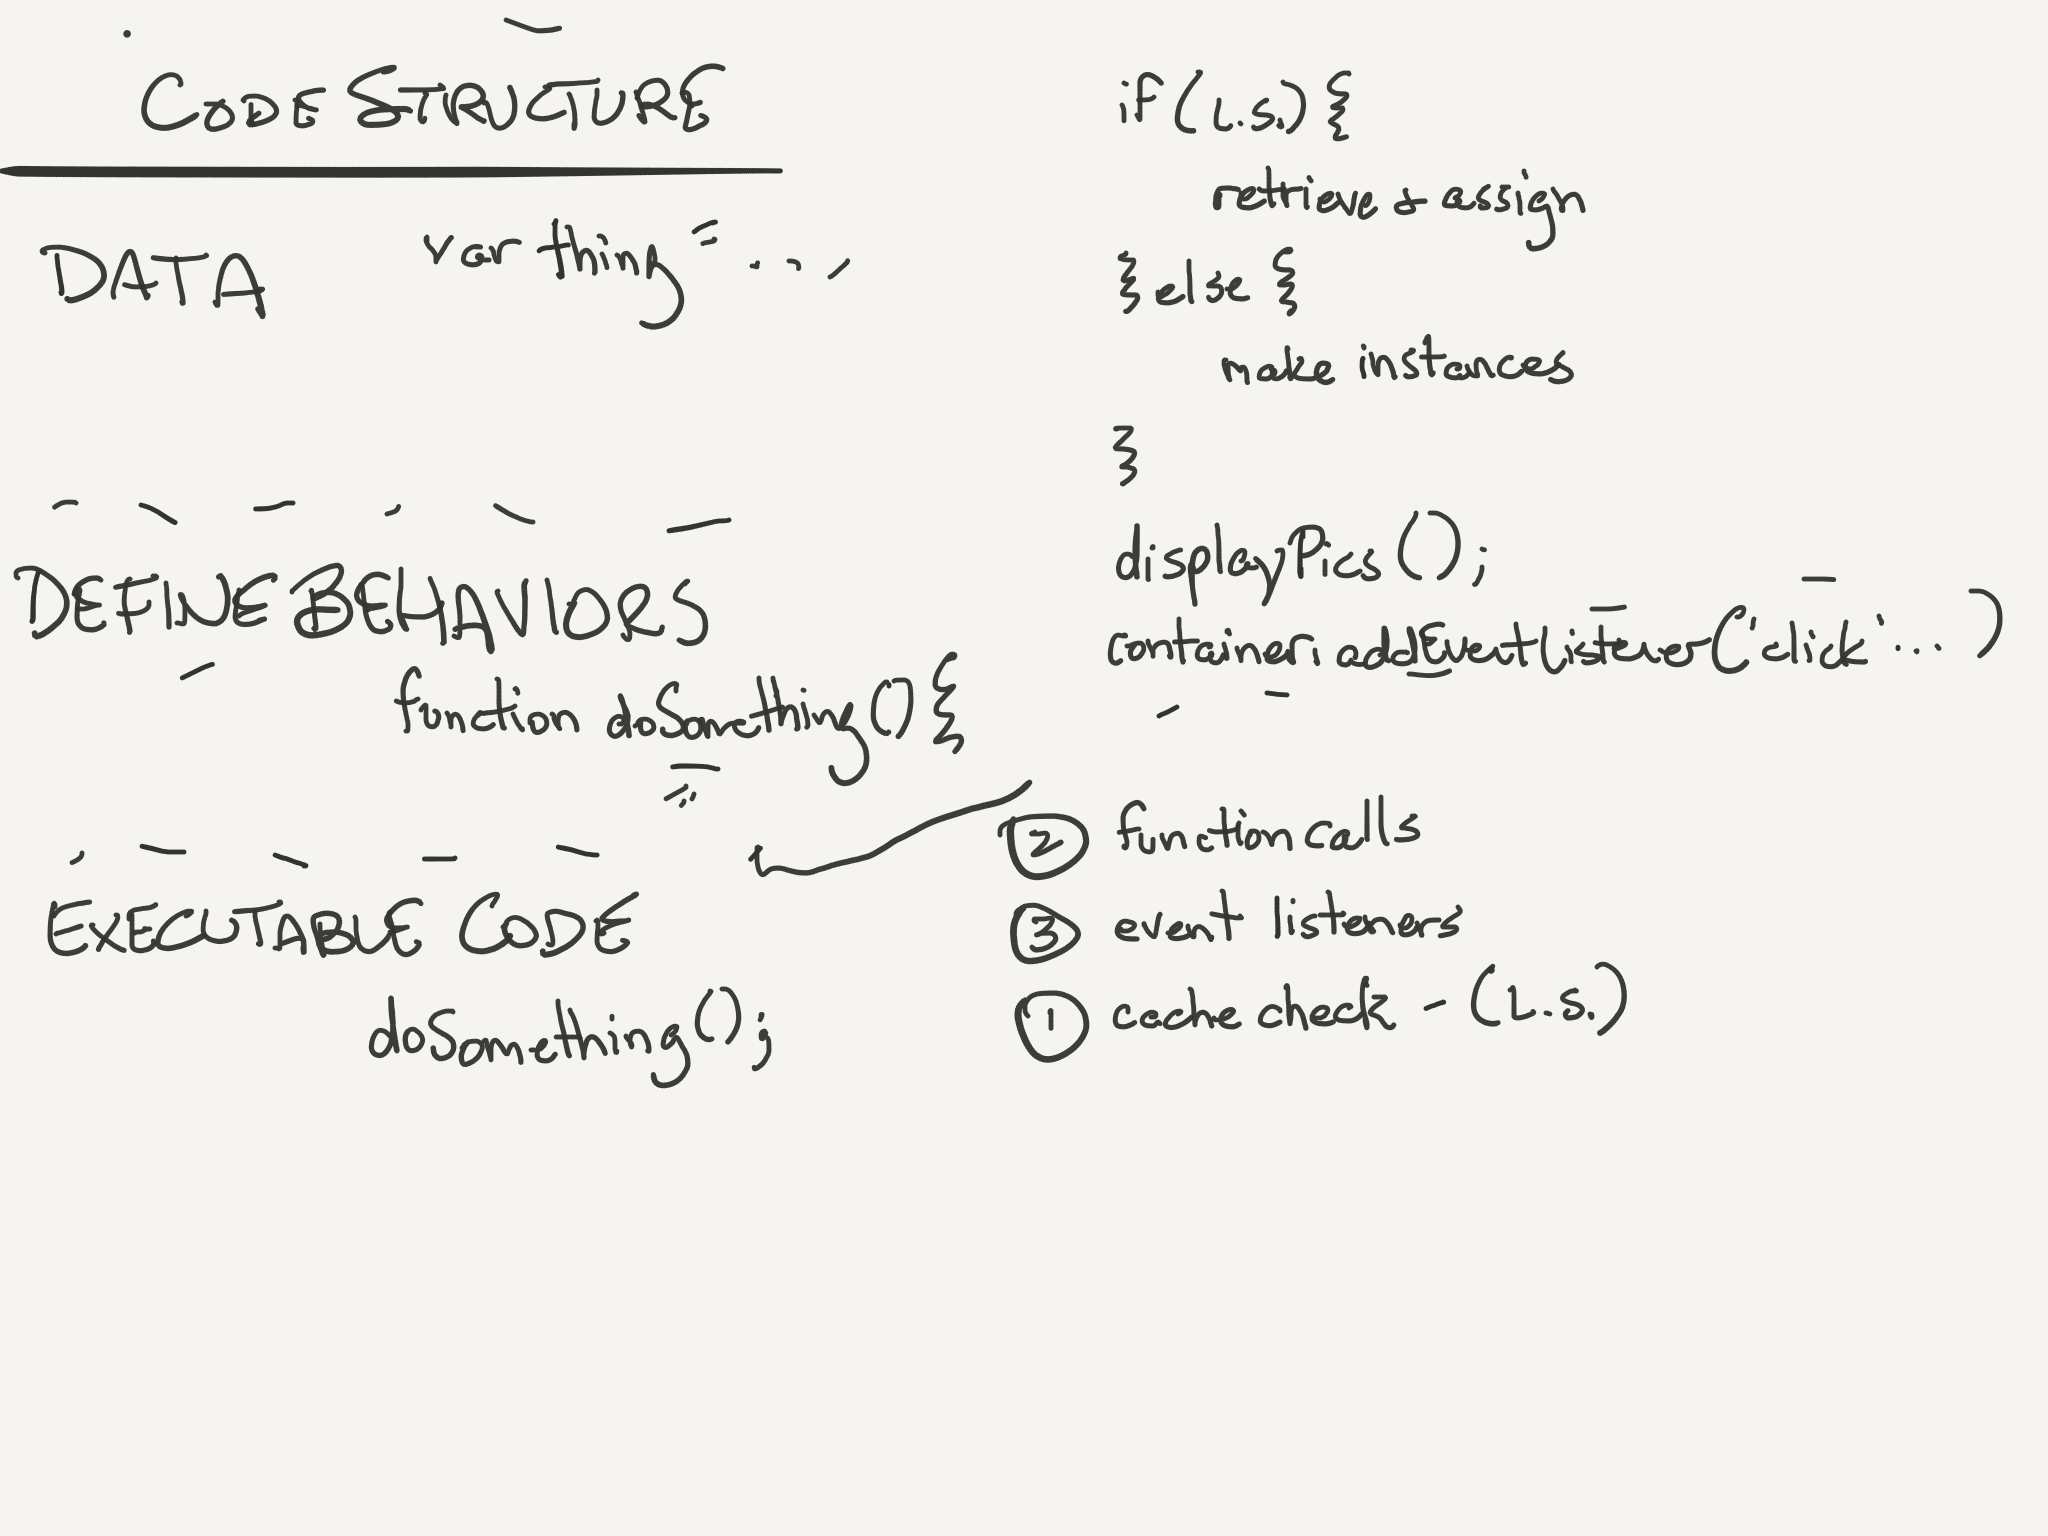 CODE STRUCTURE
DATA
var thing = ...
DEFINE BEHAVIORS
function doSomething() {
EXECUTABLE CODE
doSomething();
if (L.S.) {
retrieve & assign
} else {
make instances
}
displayPics();
container.addEventListener('click'... )
② function calls
③ event listeners
① cache check - (L.S.)